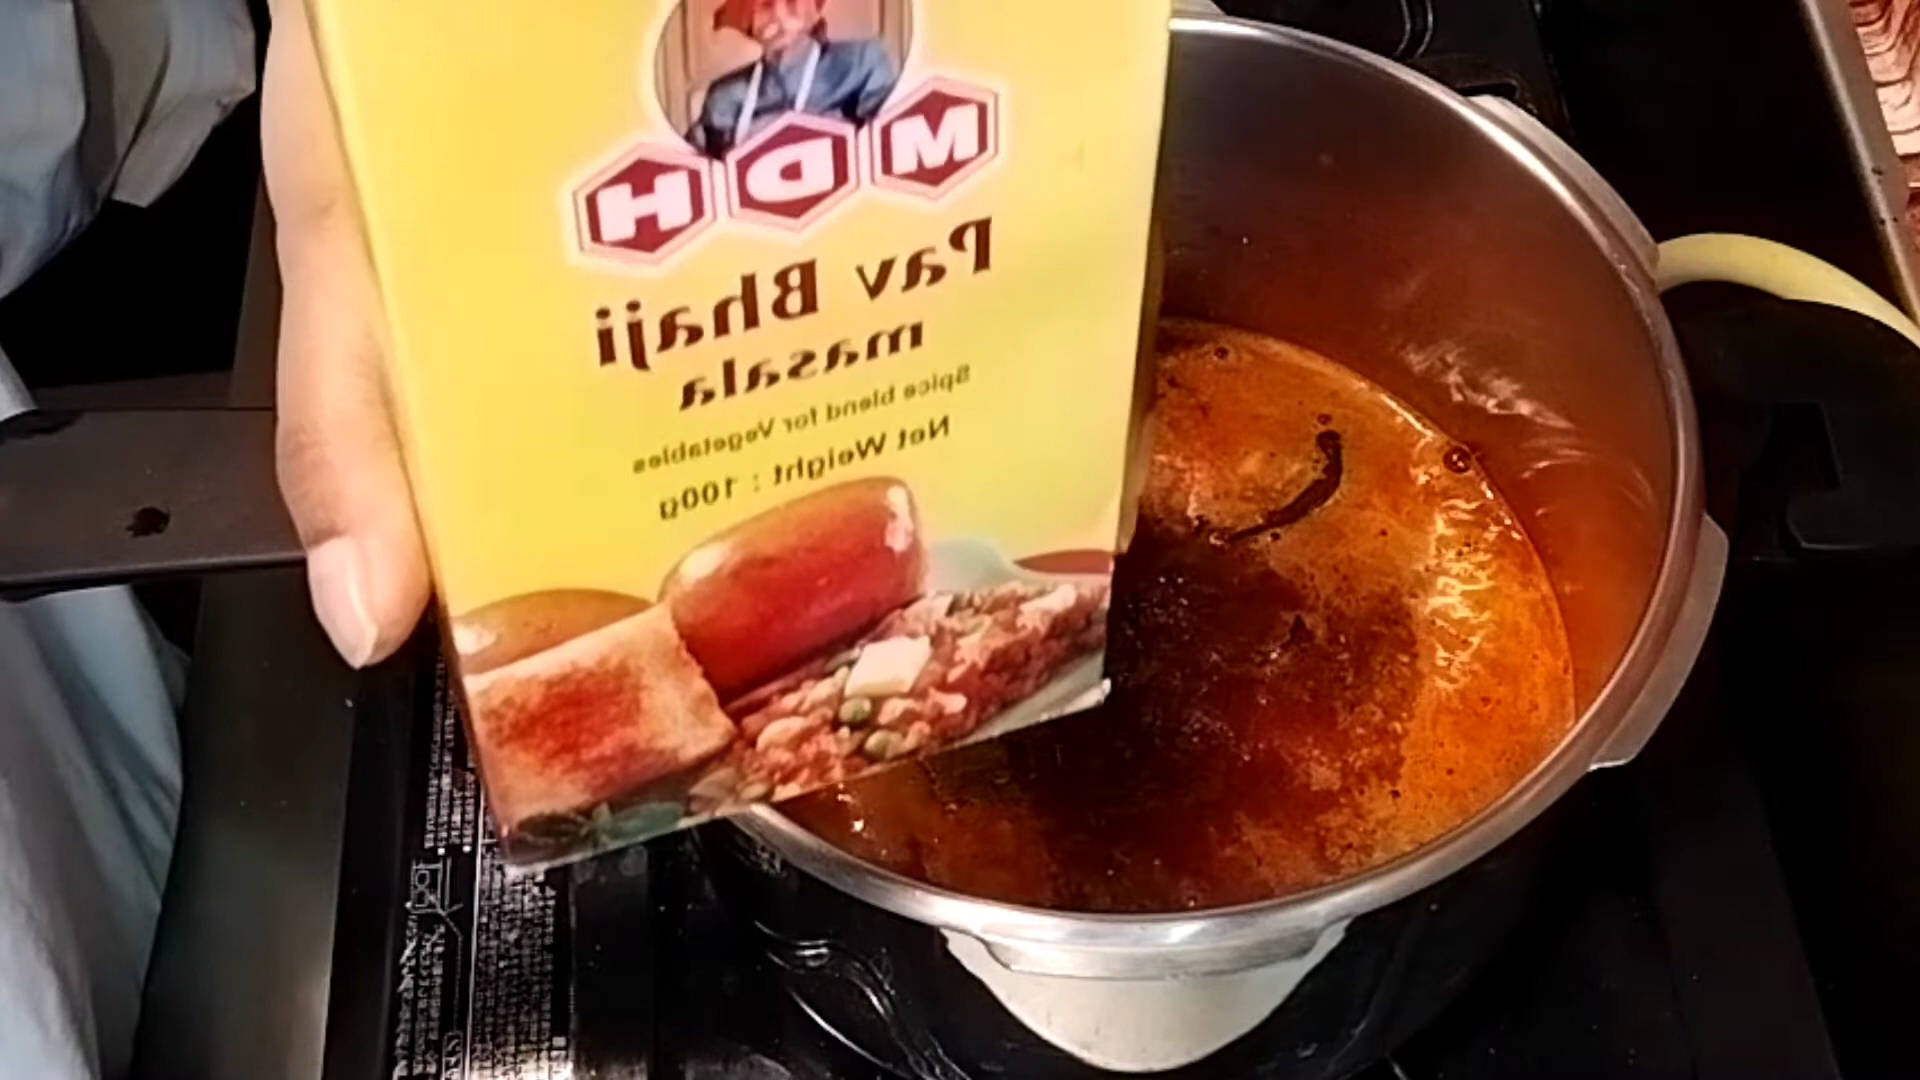 MDH
Pav Bhaji
masala
Spice blend for Vegetables
Net Weight : 100g